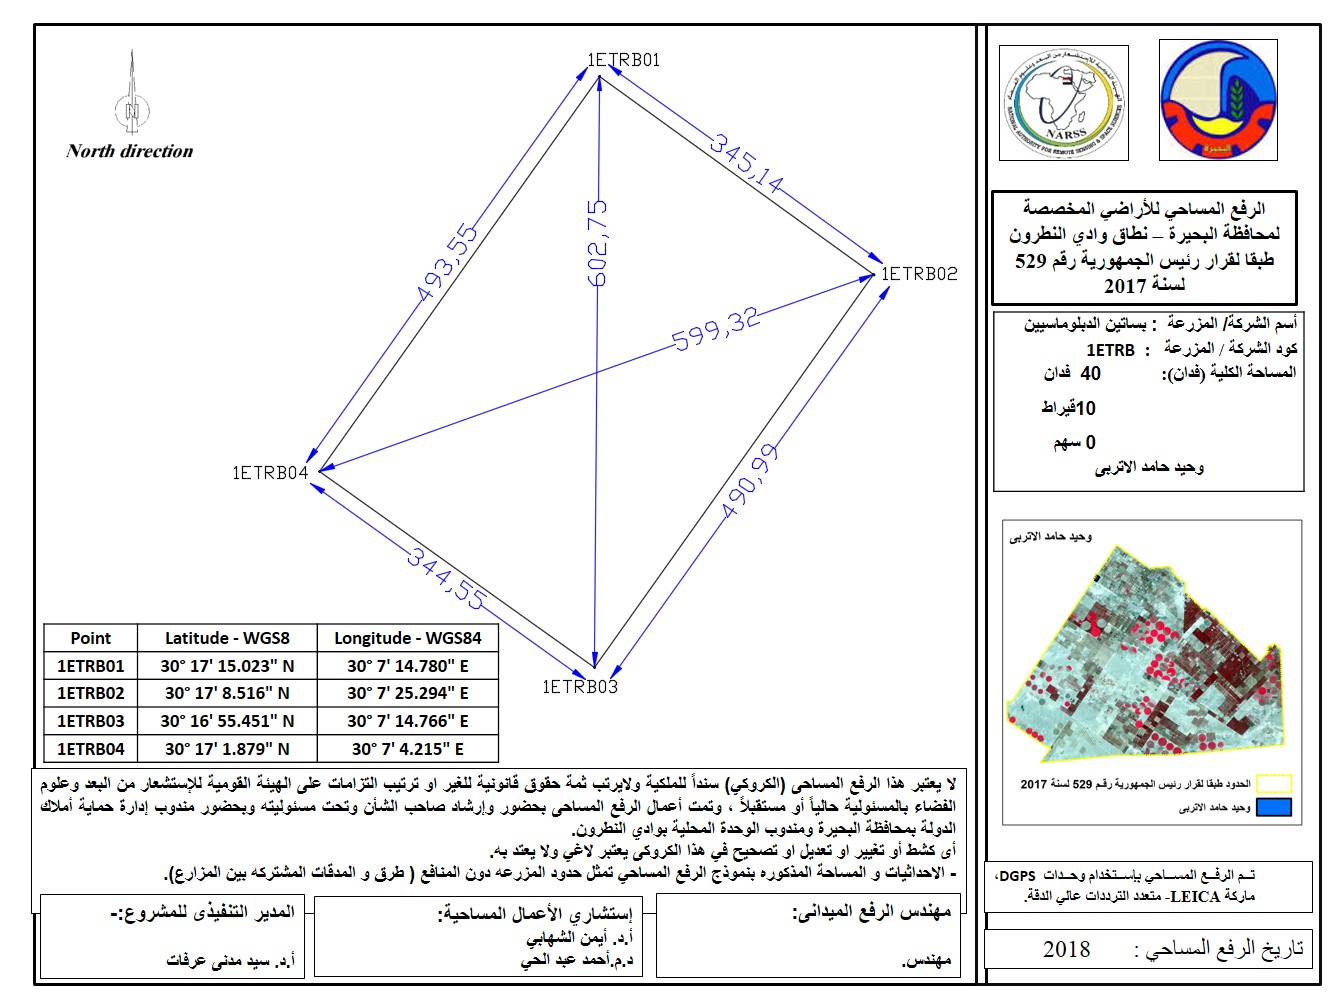 North direction
1ETRB01
345,14
493,55
602,75
1ETRB02
599,32
1ETRB04
490,99
344,55
1ETRB03
Point Latitude - WGS8 Longitude - WGS84
1ETRB01 30° 17' 15.023" N 30° 7' 14.780" E
1ETRB02 30° 17' 8.516" N 30° 7' 25.294" E
1ETRB03 30° 16' 55.451" N 30° 7' 14.766" E
1ETRB04 30° 17' 1.879" N 30° 7' 4.215" E
NARSS
NATIONAL AUTHORITY FOR REMOTE SENSING & SPACE SCIENCES
البحيرة
الرفع المساحي للأراضي المخصصة
لمحافظة البحيرة – نطاق وادي النطرون
طبقا لقرار رئيس الجمهورية رقم 529
لسنة 2017
أسم الشركة/ المزرعة : بساتين الدبلوماسيين
كود الشركة / المزرعة : 1ETRB
المساحة الكلية (فدان): 40 فدان
10قيراط
0 سهم
وحيد حامد الاتربى
وحيد حامد الاتربى
الحدود طبقا لقرار رئيس الجمهورية رقم 529 لسنة 2017
وحيد حامد الاتربى
لا يعتبر هذا الرفع المساحى (الكروكي) سنداً للملكية ولايرتب ثمة حقوق قانونية للغير او ترتيب التزامات على الهيئة القومية للإستشعار من البعد وعلوم
الفضاء بالمسئولية حالياً أو مستقبلاً ، وتمت أعمال الرفع المساحى بحضور وإرشاد صاحب الشأن وتحت مسئوليته وبحضور مندوب إدارة حماية أملاك
الدولة بمحافظة البحيرة ومندوب الوحدة المحلية بوادي النطرون.
أى كشط أو تغيير او تعديل او تصحيح في هذا الكروكى يعتبر لاغي ولا يعتد به.
- الاحداثيات و المساحة المذكوره بنموذج الرفع المساحي تمثل حدود المزرعه دون المنافع ( طرق و المدقات المشتركه بين المزارع).
تـم الرفـع المسـاحي بإسـتخدام وحـدات DGPS،
ماركة LEICA- متعدد الترددات عالي الدقة.
مهندس الرفع الميدانى:
مهندس.
إستشاري الأعمال المساحية:
أ.د. أيمن الشهابي
د.م.أحمد عبد الحي
المدير التنفيذى للمشروع:-
أ.د. سيد مدنى عرفات
تاريخ الرفع المساحي : 2018